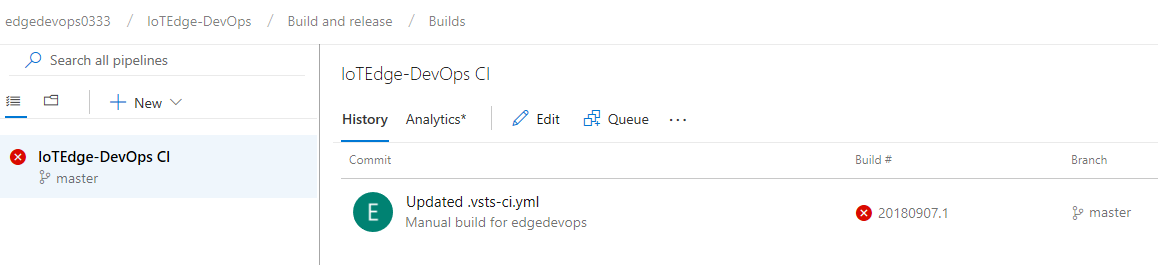 edgedevops0333 / IoTEdge-DevOps / Build and release / Builds
Search all pipelines
New
IoTEdge-DevOps CI
master
IoTEdge-DevOps CI
History Analytics* Edit Queue ...
Commit Build # Branch
E Updated .vsts-ci.yml
Manual build for edgedevops
20180907.1 master